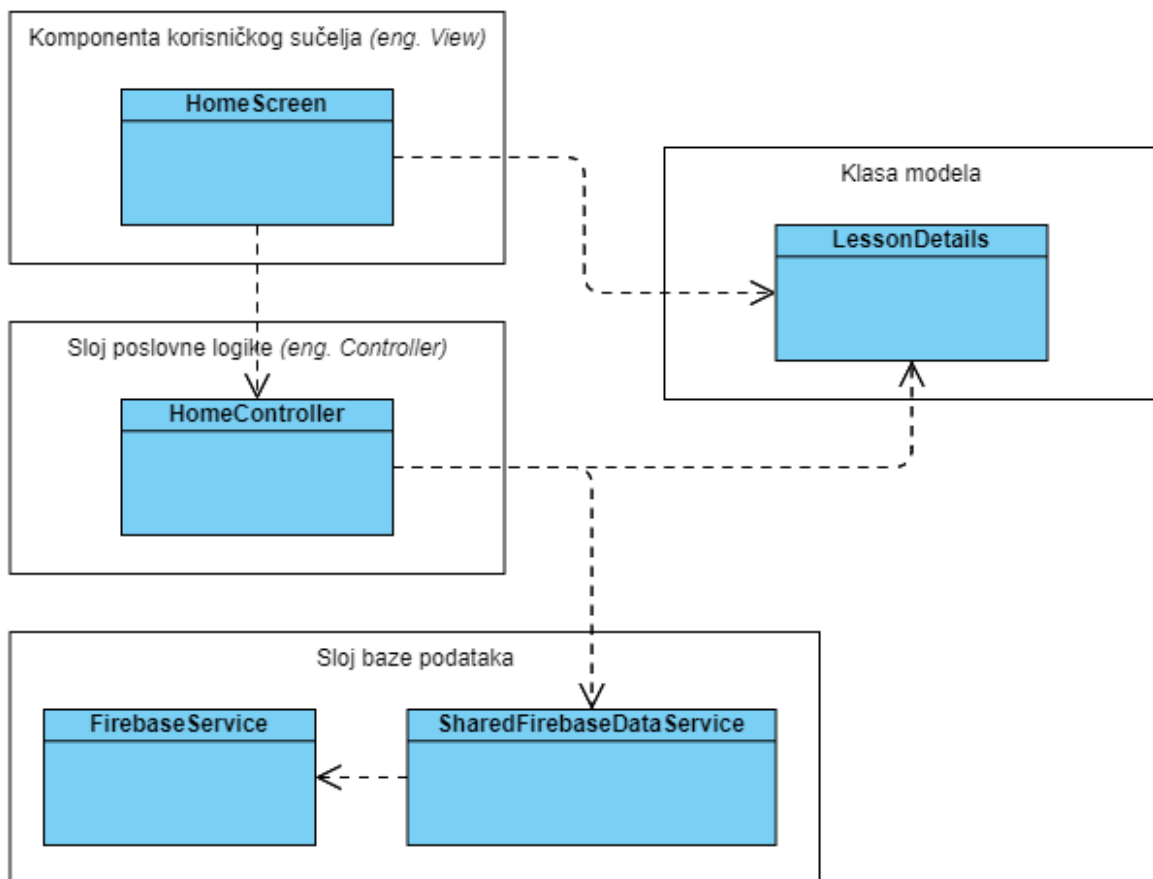 Komponenta korisničkog sučelja (eng. View)
HomeScreen
Klasa modela
LessonDetails
Sloj poslovne logike (eng. Controller)
HomeController
Sloj baze podataka
FirebaseService
SharedFirebaseDataService